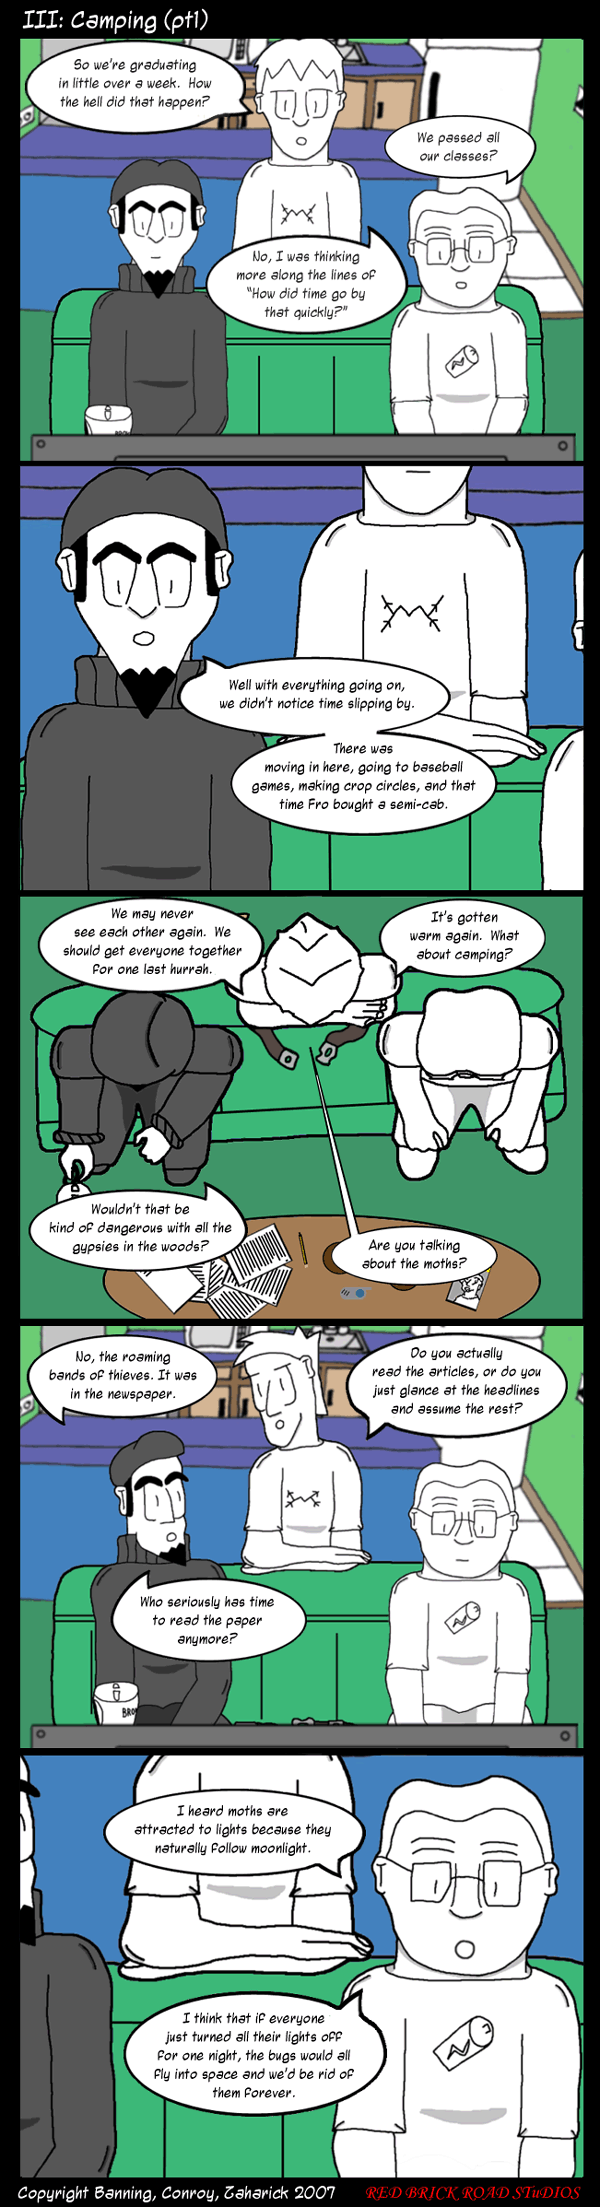 III: Camping (pt1)
So we're graduating
in little over a week. How
the hell did that happen?
We passed all
our classes?
No, I was thinking
more along the lines of
"How did time go by
that quickly?"
Well with everything going on,
we didn't notice time slipping by.
There was
moving in here, going to baseball
games, making crop circles, and that
time Fro bought a semi-cab.
We may never
see each other again. We
should get everyone together
for one last hurrah.
It's gotten
warm again. What
about camping?
Wouldn't that be
kind of dangerous with all the
gypsies in the woods?
Are you talking
about the moths?
No, the roaming
bands of thieves. It was
in the newspaper.
Do you actually
read the articles, or do you
just glance at the headlines
and assume the rest?
Who seriously has time
to read the paper
anymore?
BRO
I heard moths are
attracted to lights because they
naturally follow moonlight.
I think that if everyone
just turned all their lights off
for one night, the bugs would all
fly into space and we'd be rid of
them forever.
Copyright Banning, Conroy, Zaharick 2007
RED BRICK ROAD STuDIOS